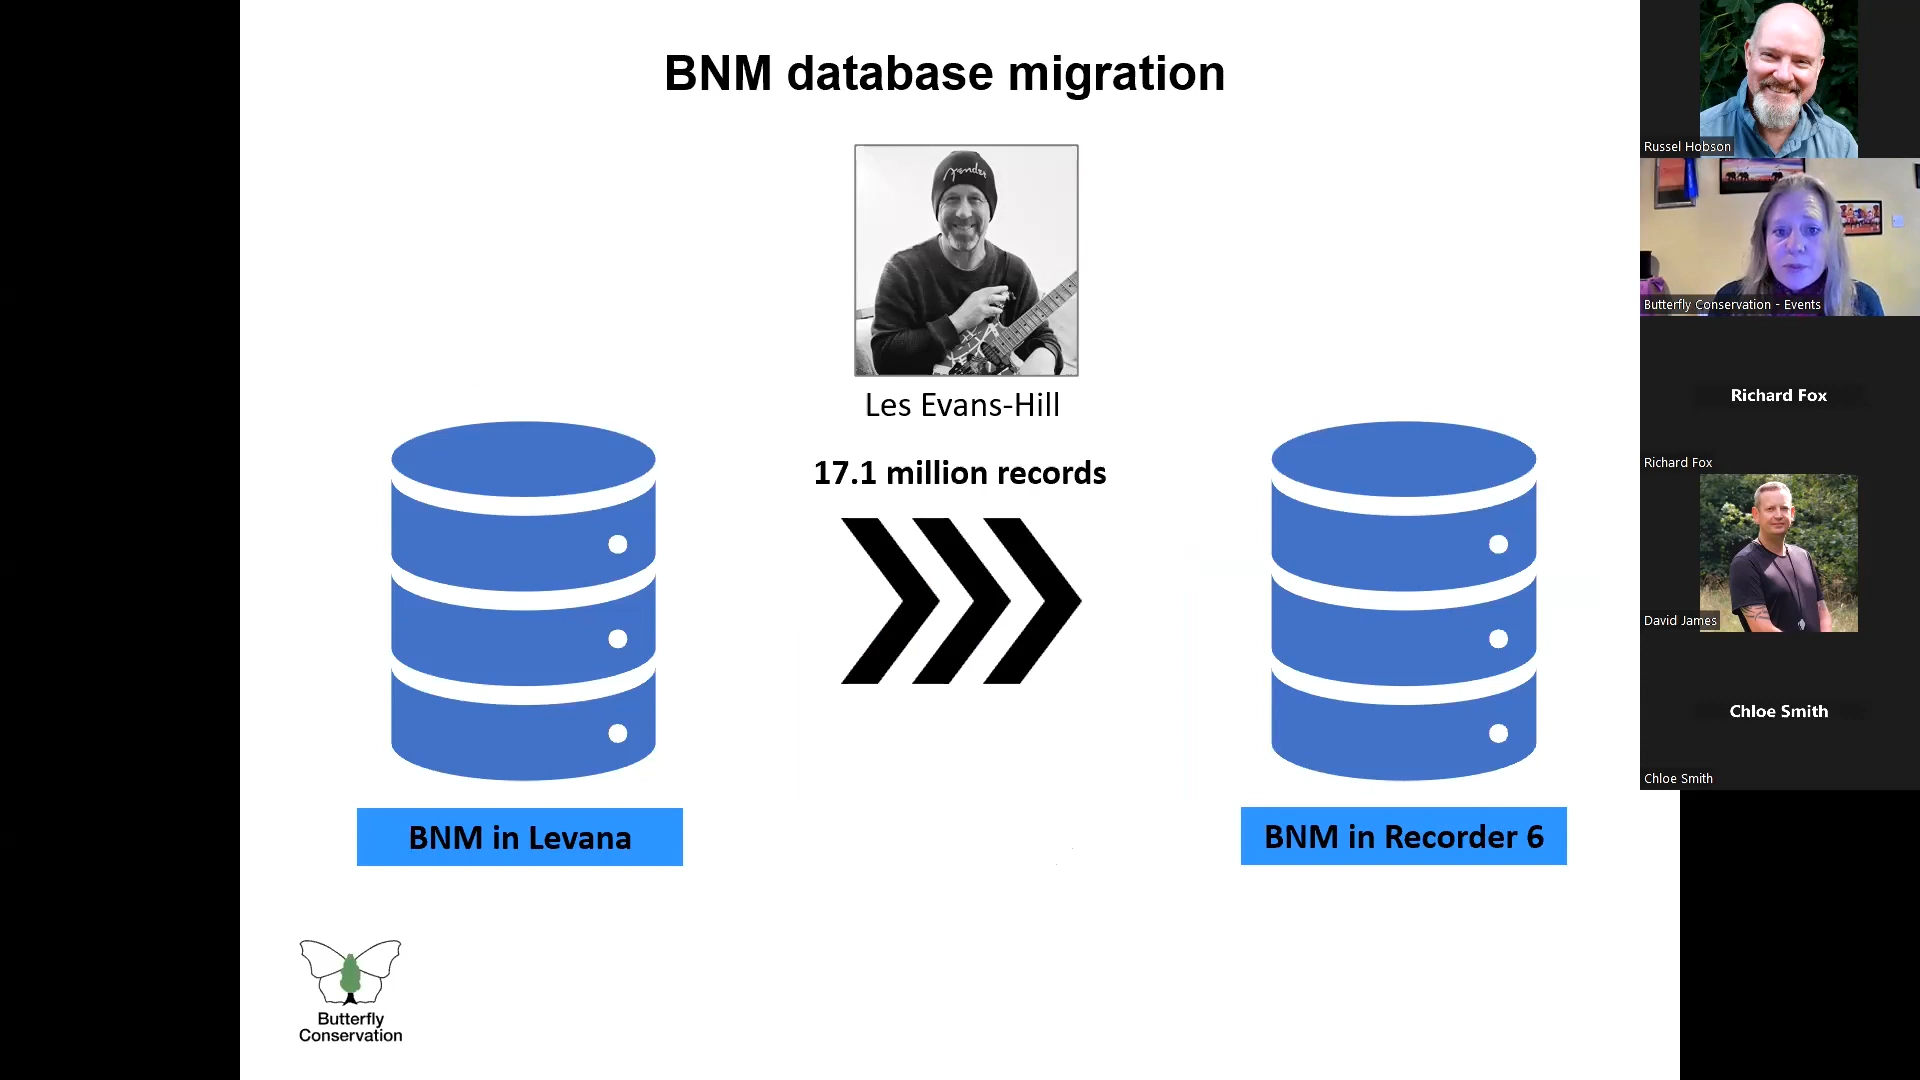 BNM database migration
fender
Les Evans-Hill
17.1 million records
BNM in Levana
BNM in Recorder 6
Butterfly
Conservation
Russel Hobson
Butterfly Conservation - Events
Richard Fox
Richard Fox
David James
Chloe Smith
Chloe Smith